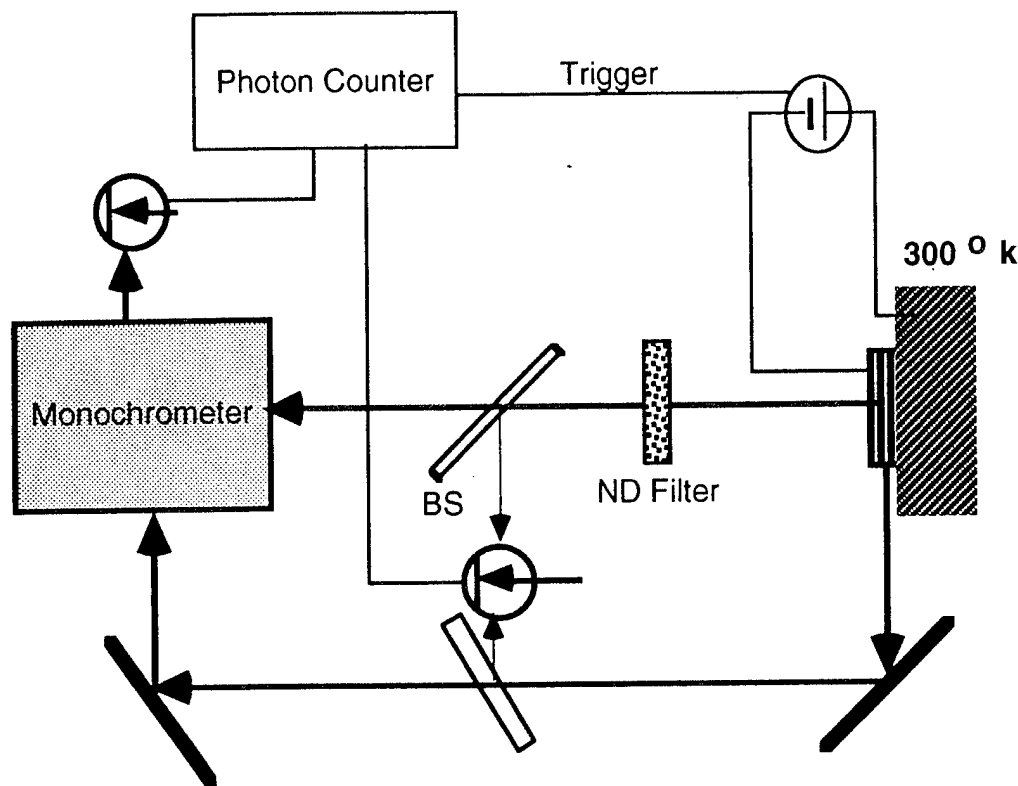 Photon Counter
Trigger
300 º k
Monochrometer
BS
ND Filter